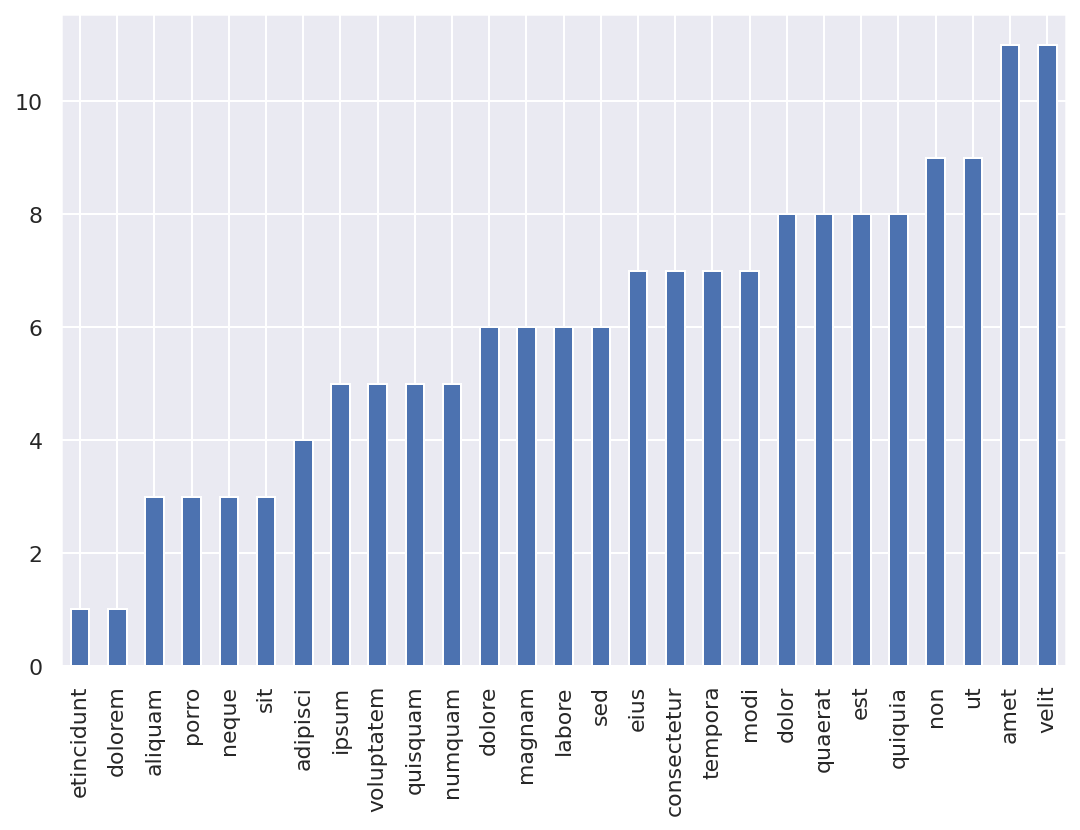 10
8
6
4
2
0
etincidunt
dolorem
aliquam
porro
neque
sit
adipisci
ipsum
voluptatem
quisquam
numquam
dolore
magnam
labore
sed
eius
consectetur
tempora
modi
dolor
quaerat
est
quiquia
non
ut
amet
velit